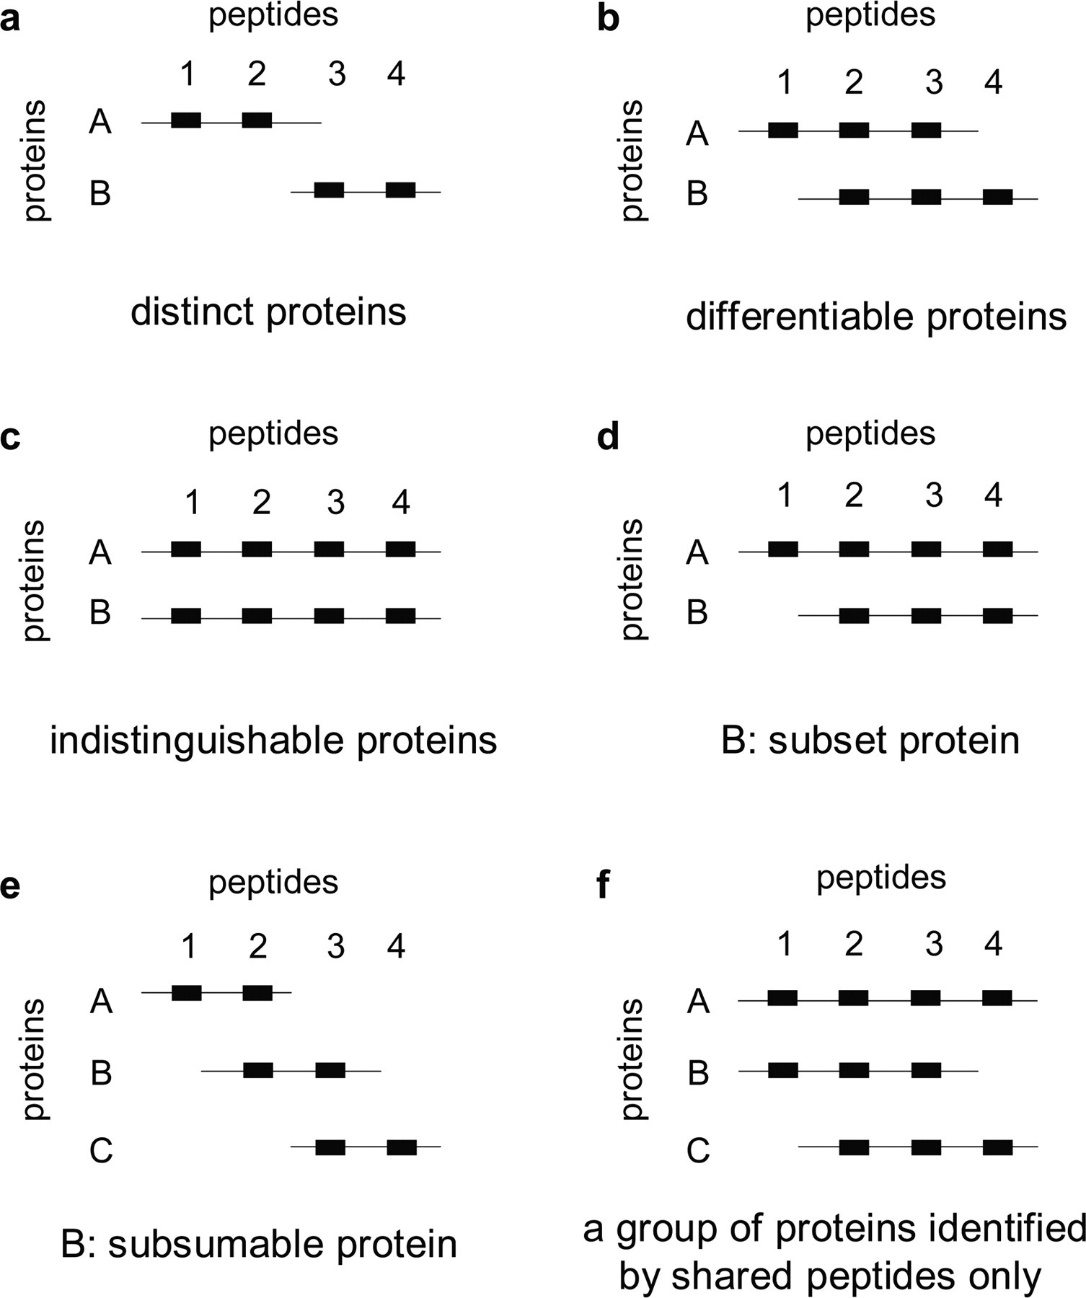 a peptides
1 2 3 4
proteins
A
B
distinct proteins
b peptides
1 2 3 4
proteins
A
B
differentiable proteins
c peptides
1 2 3 4
proteins
A
B
indistinguishable proteins
d peptides
1 2 3 4
proteins
A
B
B: subset protein
e peptides
1 2 3 4
proteins
A
B
C
B: subsumable protein
f peptides
1 2 3 4
proteins
A
B
C
a group of proteins identified
by shared peptides only